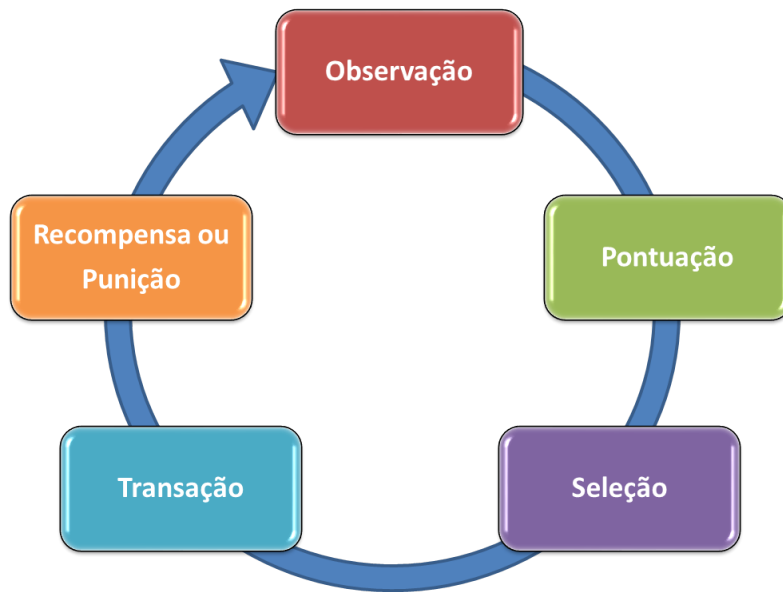 Observação
Pontuação
Seleção
Transação
Recompensa ou
Punição